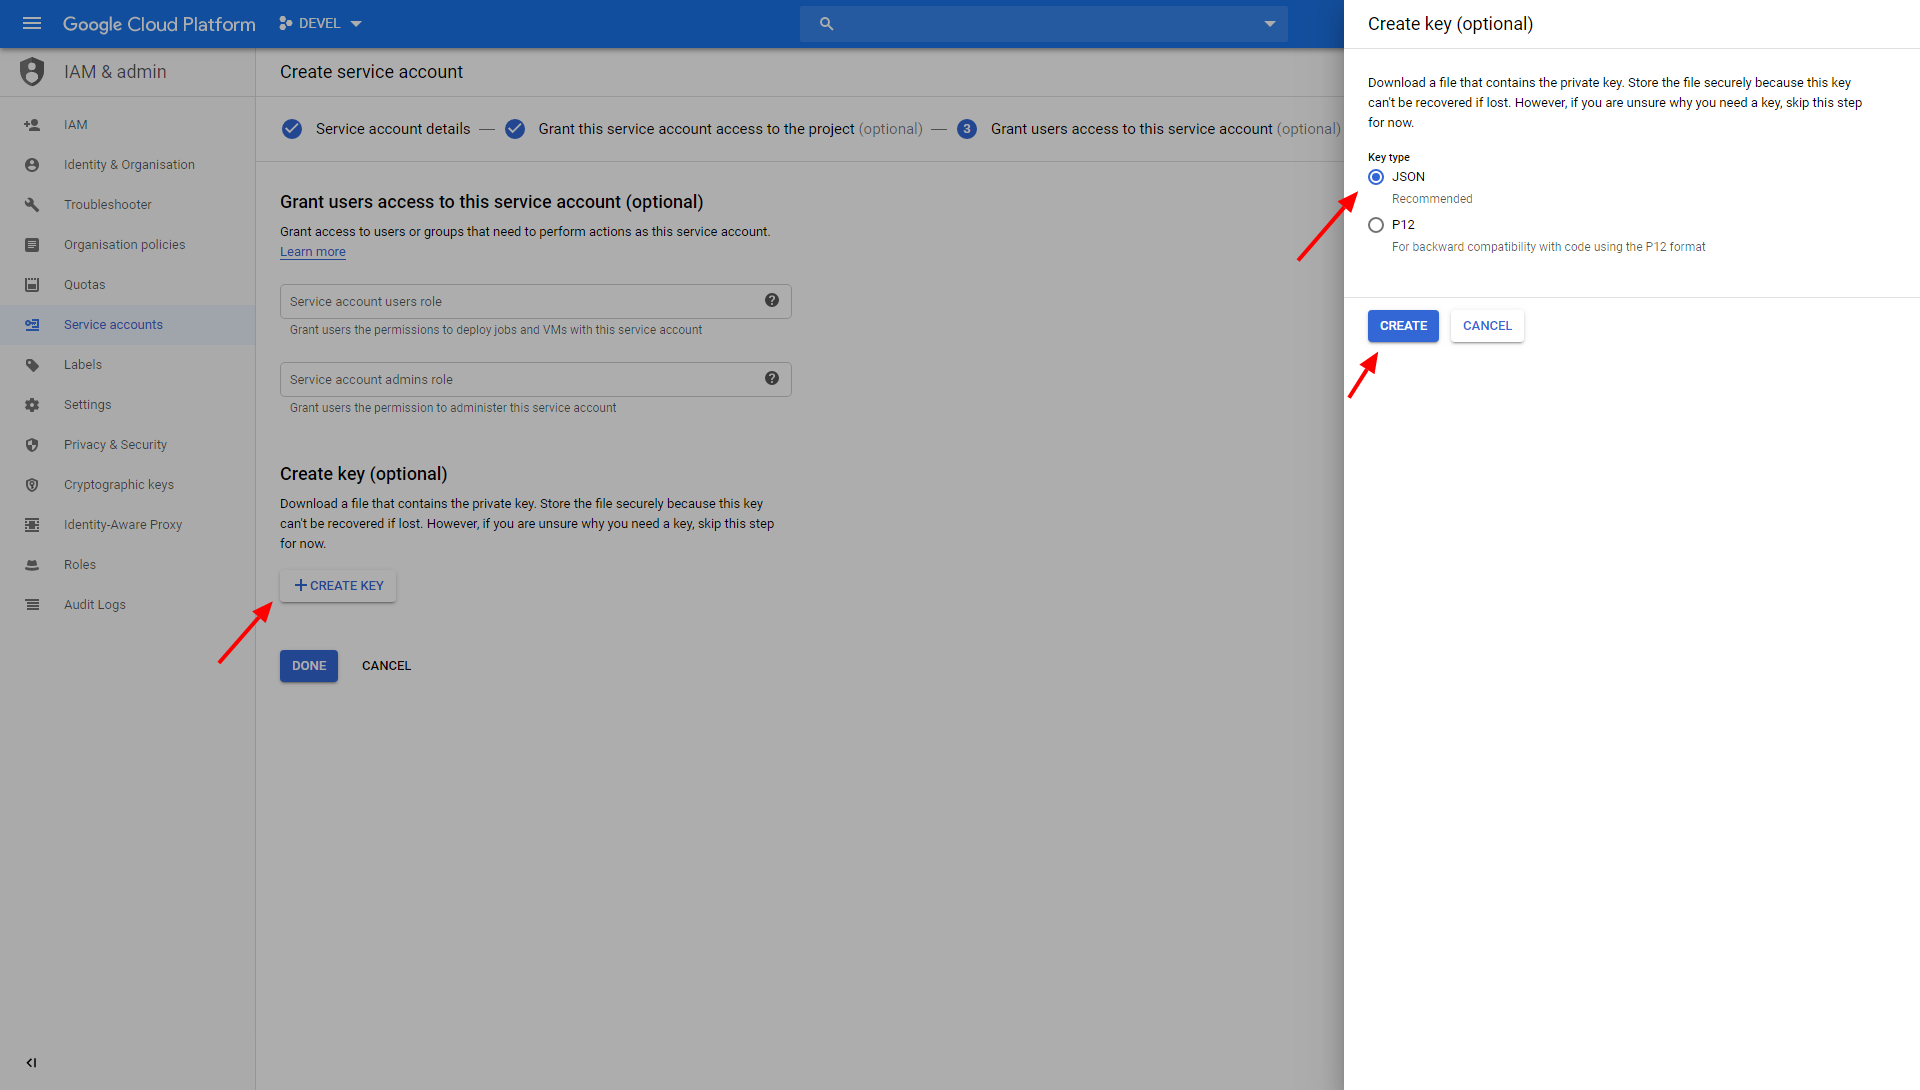 Google Cloud Platform
DEVEL
IAM & admin
IAM
Identity & Organisation
Troubleshooter
Organisation policies
Quotas
Service accounts
Labels
Settings
Privacy & Security
Cryptographic keys
Identity-Aware Proxy
Roles
Audit Logs
Create service account
Service account details — Grant this service account access to the project (optional) — 3 Grant users access to this service account (optional)
Grant users access to this service account (optional)
Grant access to users or groups that need to perform actions as this service account.
Learn more
Service account users role
Grant users the permissions to deploy jobs and VMs with this service account
Service account admins role
Grant users the permission to administer this service account
Create key (optional)
Download a file that contains the private key. Store the file securely because this key
can't be recovered if lost. However, if you are unsure why you need a key, skip this step
for now.
+ CREATE KEY
DONE CANCEL
Create key (optional)
Download a file that contains the private key. Store the file securely because this key
can't be recovered if lost. However, if you are unsure why you need a key, skip this step
for now.
Key type
JSON
Recommended
P12
For backward compatibility with code using the P12 format
CREATE CANCEL